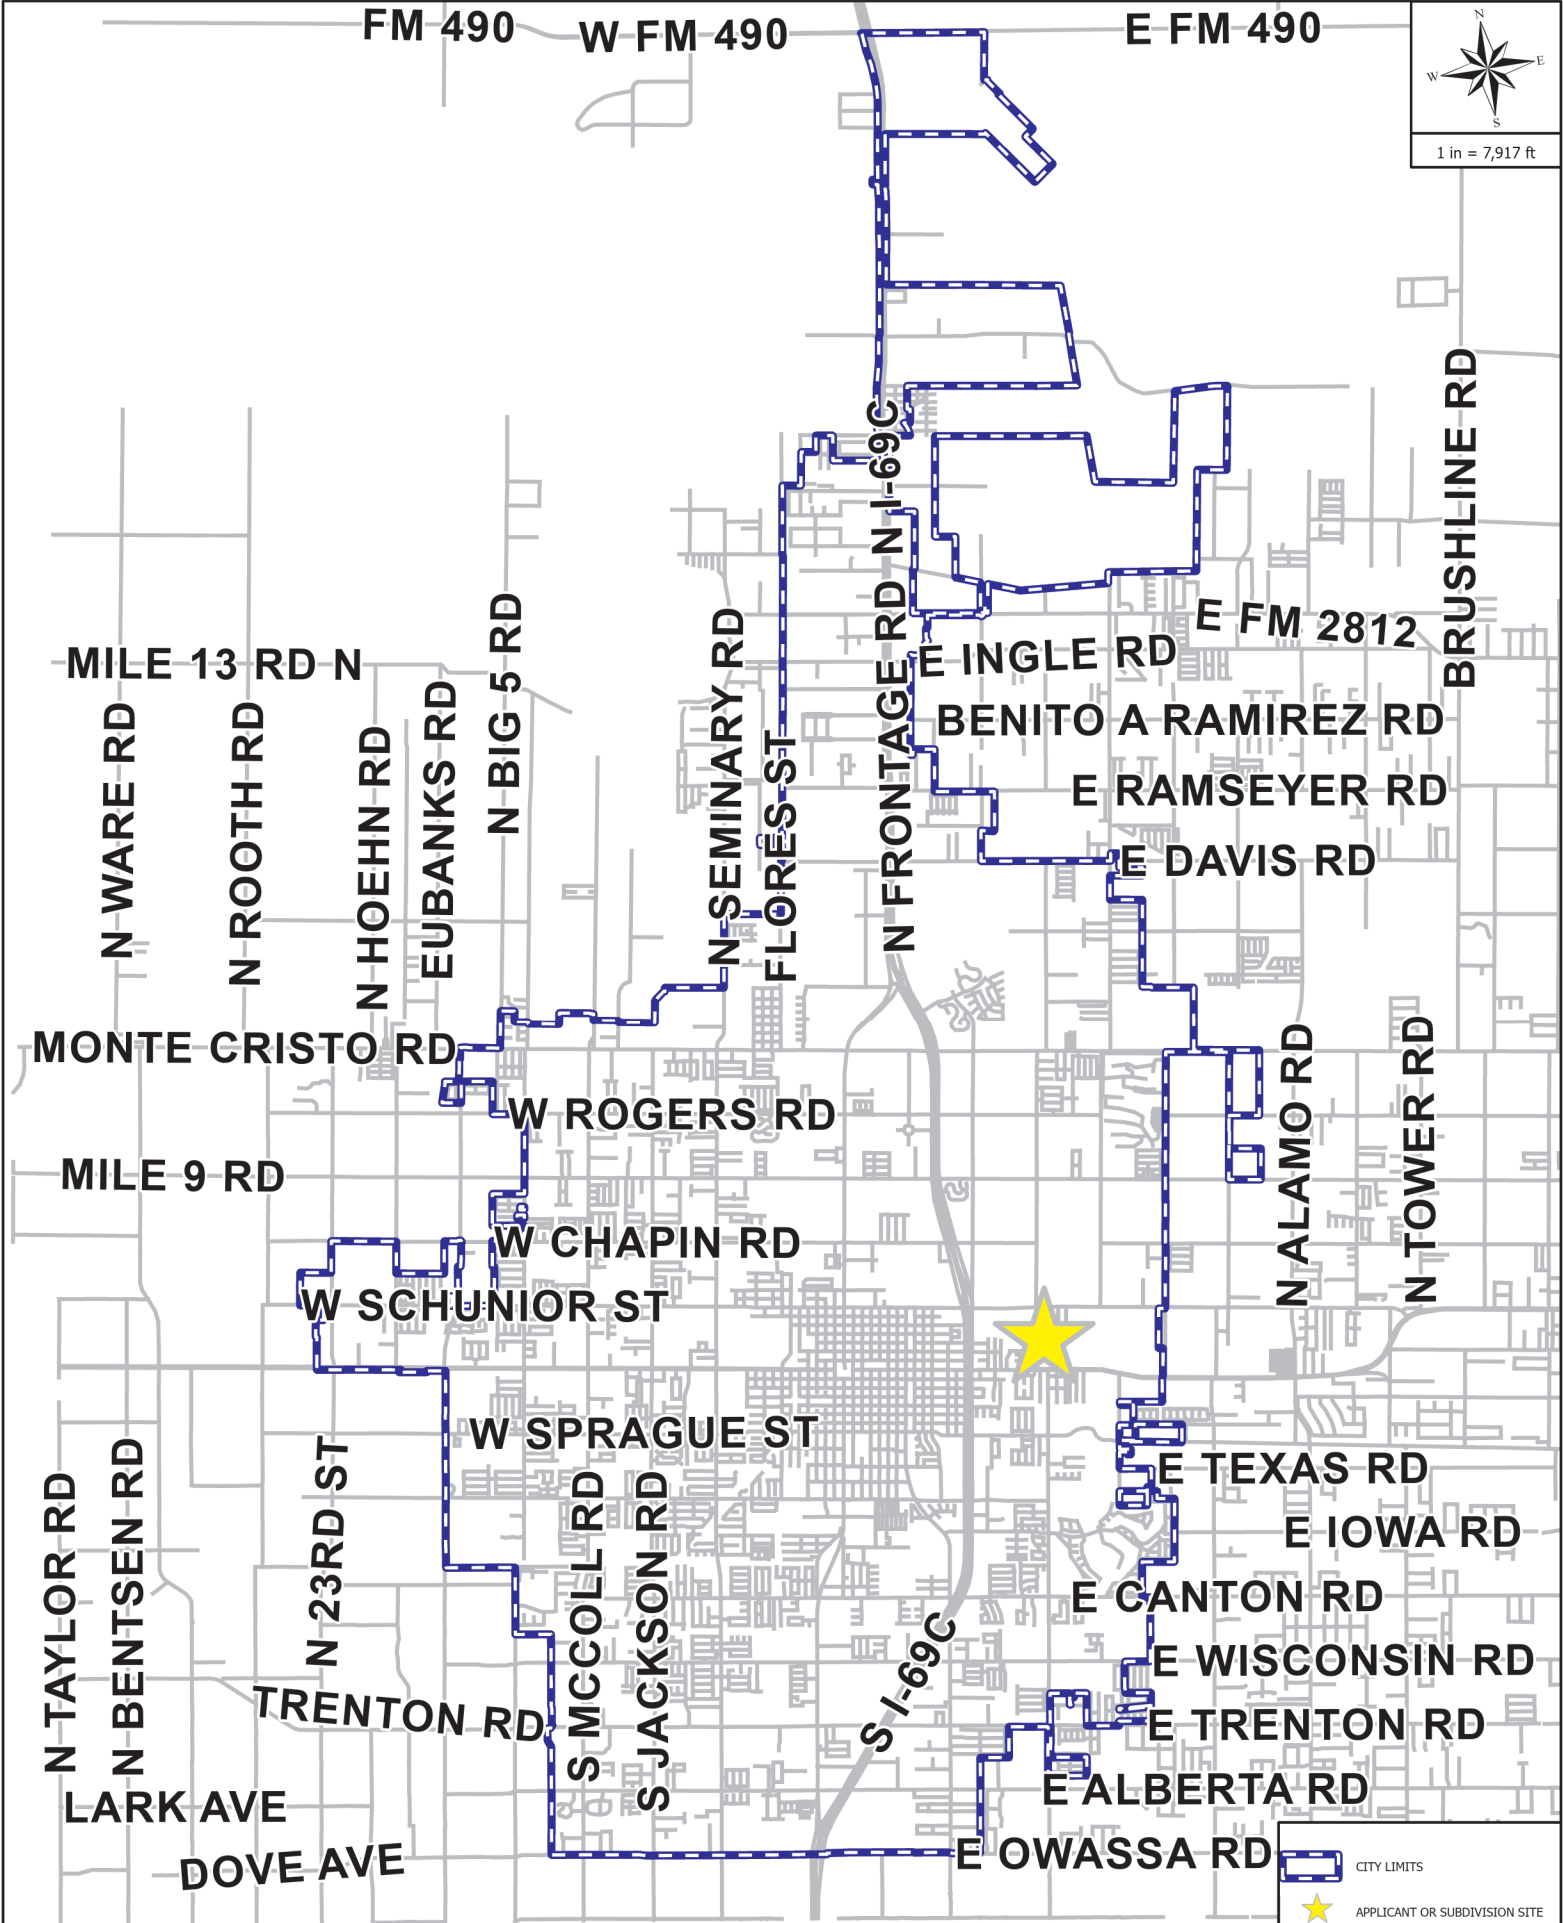 FM 490
W FM 490
E FM 490
N
W
E
S
1 in = 7,917 ft
BRUSHLINE RD
N I-69C
N BIG 5 RD
N SEMINARY RD
N FRONTAGE RD
E FM 2812
E INGLE RD
MILE 13 RD N
N WARE RD
N ROOTH RD
N HOEHN RD
EUBANKS RD
FLORES ST
BENITO A RAMIREZ RD
E RAMSEYER RD
E DAVIS RD
MONTE CRISTO RD
N ALAMO RD
N TOWER RD
W ROGERS RD
MILE 9 RD
W CHAPIN RD
W SCHUNIOR ST
W SPRAGUE ST
E TEXAS RD
N TAYLOR RD
N BENTSEN RD
N 23RD ST
S MCCOLL RD
S JACKSON RD
E IOWA RD
E CANTON RD
S I-69C
E WISCONSIN RD
TRENTON RD
E TRENTON RD
E ALBERTA RD
LARK AVE
DOVE AVE
E OWASSA RD
CITY LIMITS
APPLICANT OR SUBDIVISION SITE